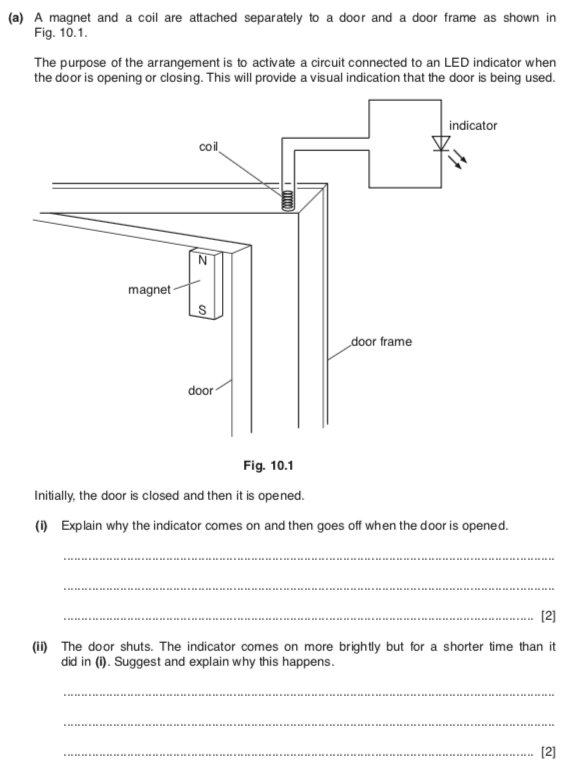 (a) A magnet and a coil are attached separately to a door and a door frame as shown in
Fig. 10.1.
The purpose of the arrangement is to activate a circuit connected to an LED indicator when
the door is opening or closing. This will provide a visual indication that the door is being used.
indicator
coil
N
magnet
S
door frame
door
Fig. 10.1
Initially, the door is closed and then it is opened.
(i) Explain why the indicator comes on and then goes off when the door is opened.
[2]
(ii) The door shuts. The indicator comes on more brightly but for a shorter time than it
did in (i). Suggest and explain why this happens.
[2]